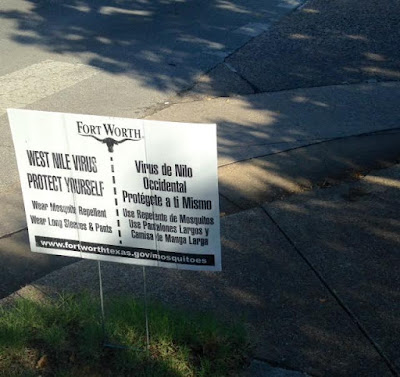 FORT WORTH
WEST NILE VIRUS
PROTECT YOURSELF
Wear Mosquito Repellent
Wear Long Sleeves & Pants
Virus de Nilo
Occidental
Protégete a ti Mismo
Use Repelente de Mosquitos
Use Pantalones Largos y
Camisa de Manga Larga
www.fortworthtexas.gov/mosquitoes